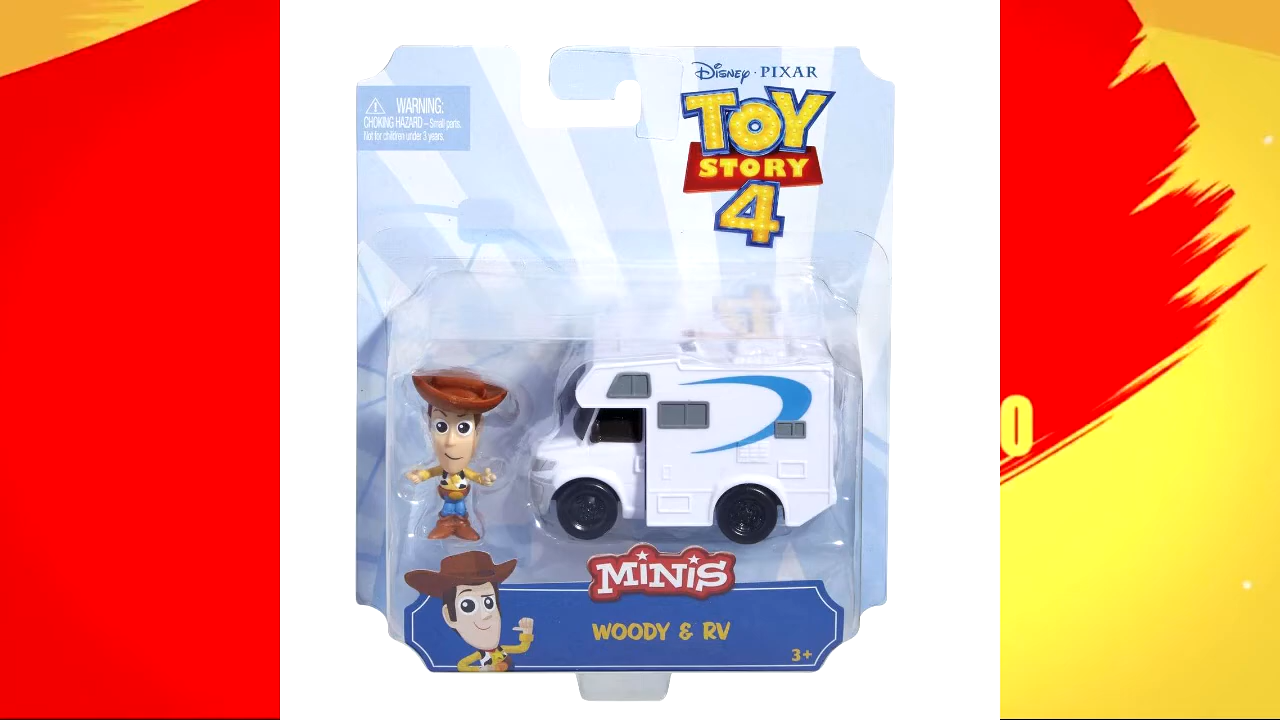 DISNEY · PIXAR
TOY
STORY
4
WARNING:
CHOKING HAZARD – Small parts.
Not for children under 3 years.
MINIS
WOODY & RV
3+
O